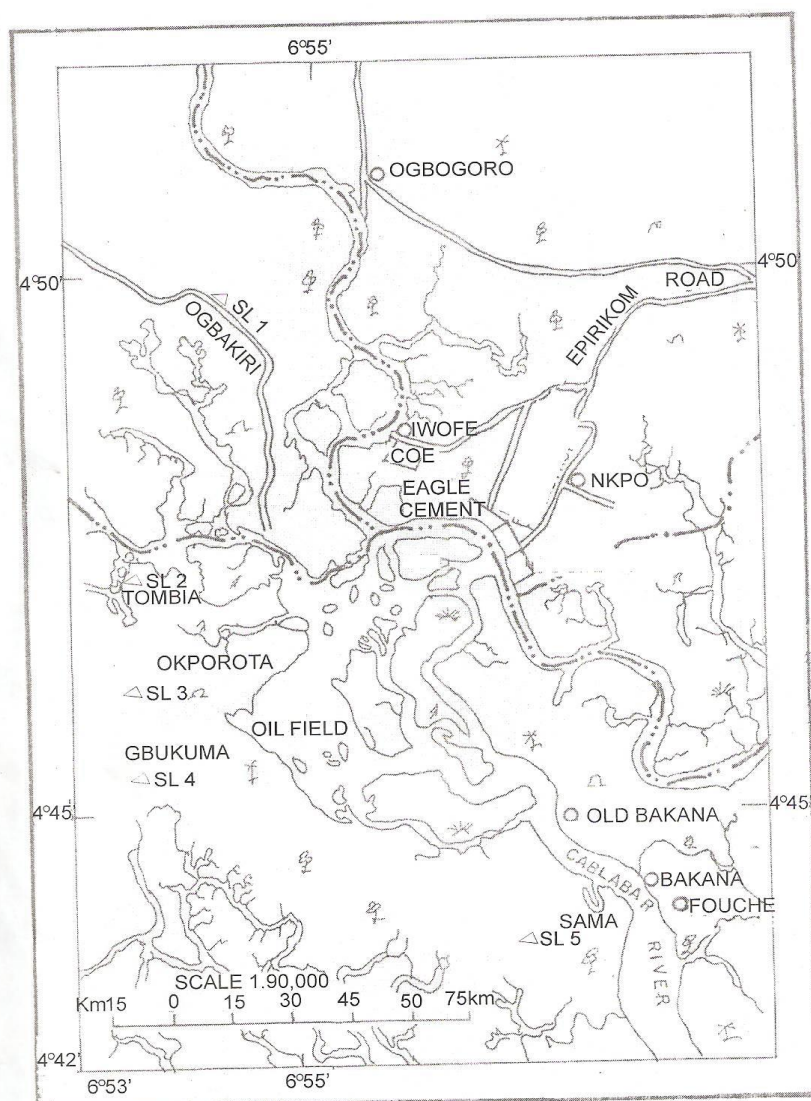 6°55'
OGBOGORO
4°50'
4°50'
ROAD
SL 1
OGBAKIRI
EPIRIKOM
IWOFE
COE
EAGLE
CEMENT
NKPO
SL 2
TOMBIA
OKPOROTA
SL 3
OIL FIELD
GBUKUMA
SL 4
4°45'
4°45'
OLD BAKANA
CABLABAR
BAKANA
FOUCHE
SAMA
SL 5
RIVER
SCALE 1.90,000
Km15 0 15 30 45 50 75km
4°42'
6°53' 6°55'